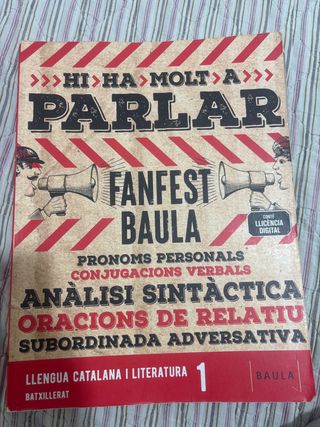 HI HA MOLT A
PARLAR
FANFEST
BAULA
CONTÉ
LLICÈNCIA
DIGITAL
PRONOMS PERSONALS
CONJUGACIONS VERBALS
ANÀLISI SINTÀCTICA
ORACIONS DE RELATIU
SUBORDINADA ADVERSATIVA
LLENGUA CATALANA I LITERATURA 1
BATXILLERAT
BAULA